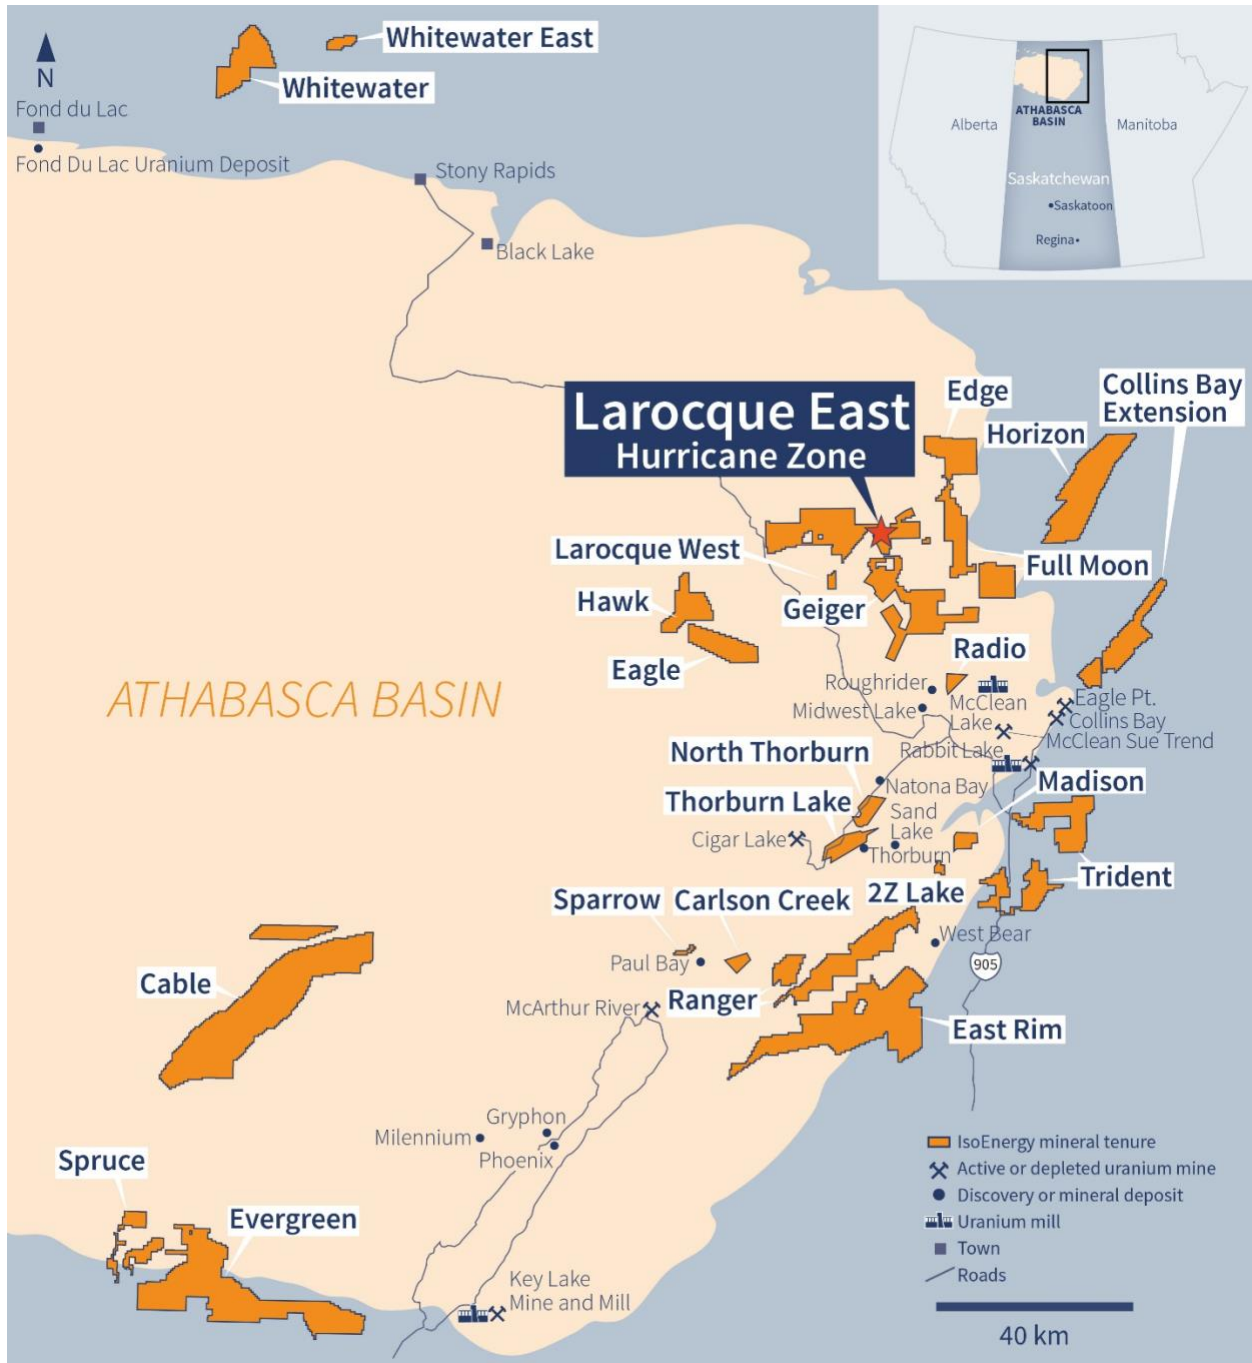 Whitewater East
Whitewater
N
Fond du Lac
Fond Du Lac Uranium Deposit
Stony Rapids
Black Lake
Alberta
ATHABASCA
BASIN
Manitoba
Saskatchewan
Saskatoon
Regina
Larocque East
Hurricane Zone
Edge
Horizon
Collins Bay
Extension
Larocque West
Hawk
Eagle
Geiger
Full Moon
Radio
ATHABASCA BASIN
Roughrider
Midwest Lake
McClean
Lake
Eagle Pt.
Collins Bay
McClean Sue Trend
Rabbit Lake
North Thorburn
Natona Bay
Madison
Thorburn Lake
Sand
Lake
Cigar Lake
Thorburn
Trident
2Z Lake
Sparrow
Carlson Creek
West Bear
Paul Bay
905
Cable
Ranger
McArthur River
East Rim
Gryphon
Milennium
Phoenix
Spruce
Evergreen
Key Lake
Mine and Mill
IsoEnergy mineral tenure
Active or depleted uranium mine
Discovery or mineral deposit
Uranium mill
Town
Roads
40 km